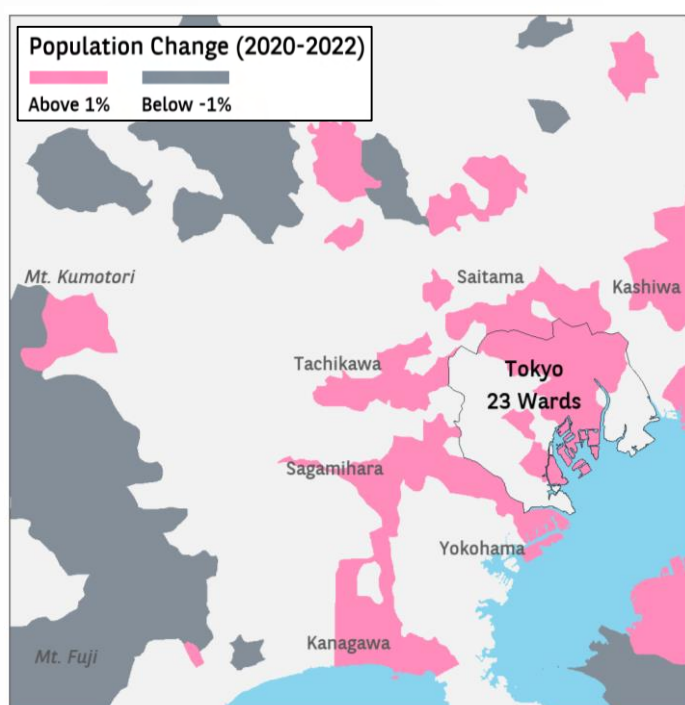 Population Change (2020-2022)
Above 1% Below -1%
Mt. Kumotori
Saitama
Kashiwa
Tachikawa
Tokyo
23 Wards
Sagamihara
Yokohama
Kanagawa
Mt. Fuji